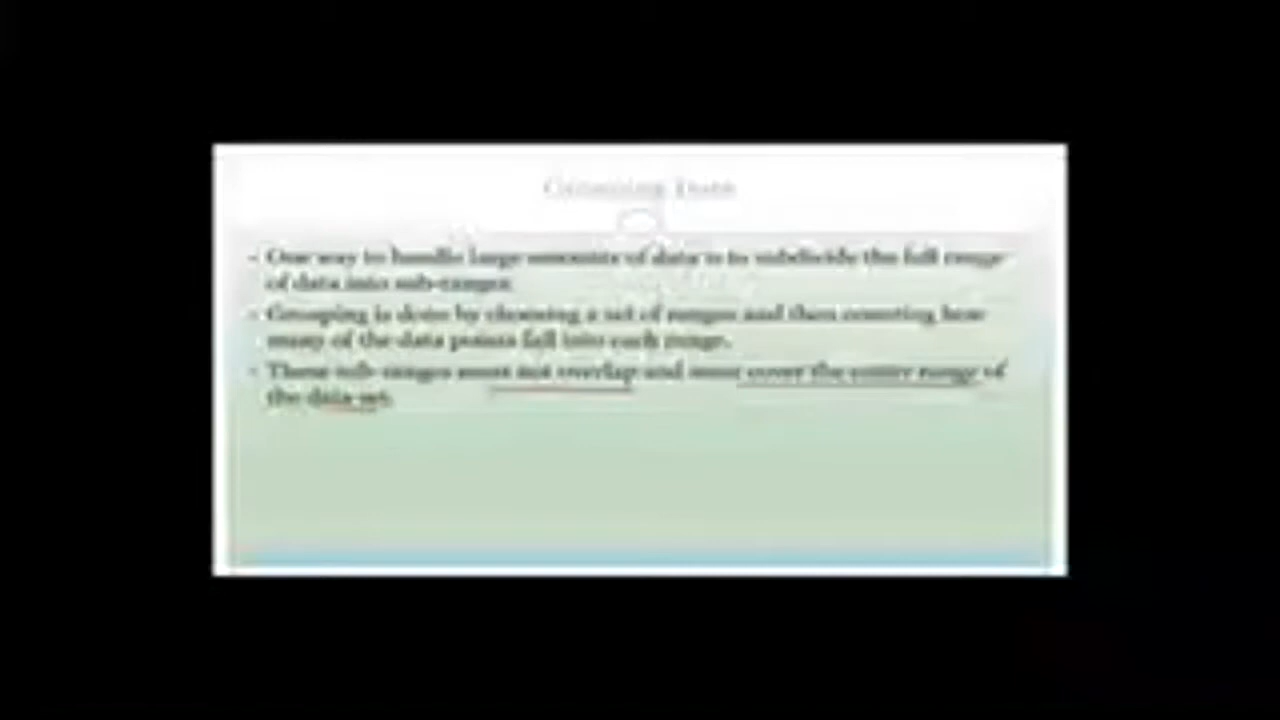 Grouping Data
• One way to handle large amounts of data is to subdivide the full range
of data into sub-ranges.
• Grouping is done by choosing a set of ranges and then counting how
many of the data points fall into each range.
• These sub-ranges must not overlap and must cover the entire range of
the data set.